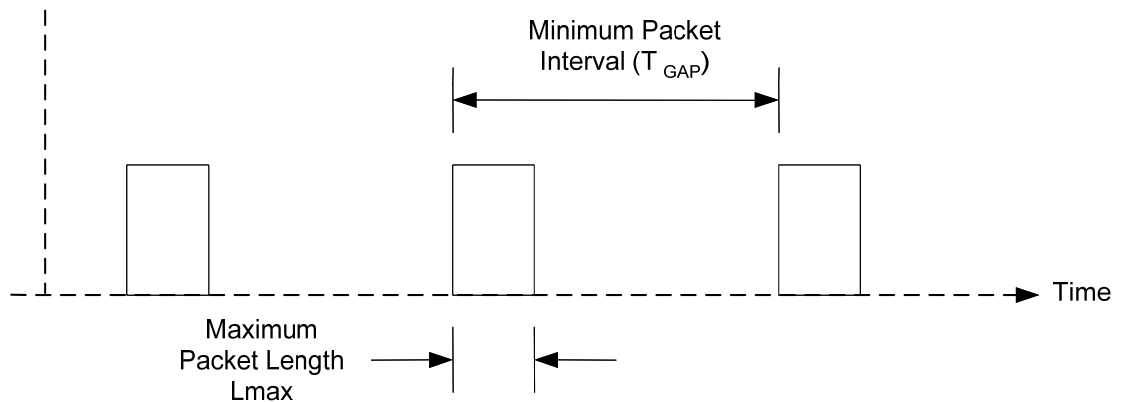 Minimum Packet
Interval (T GAP)
Time
Maximum
Packet Length
Lmax